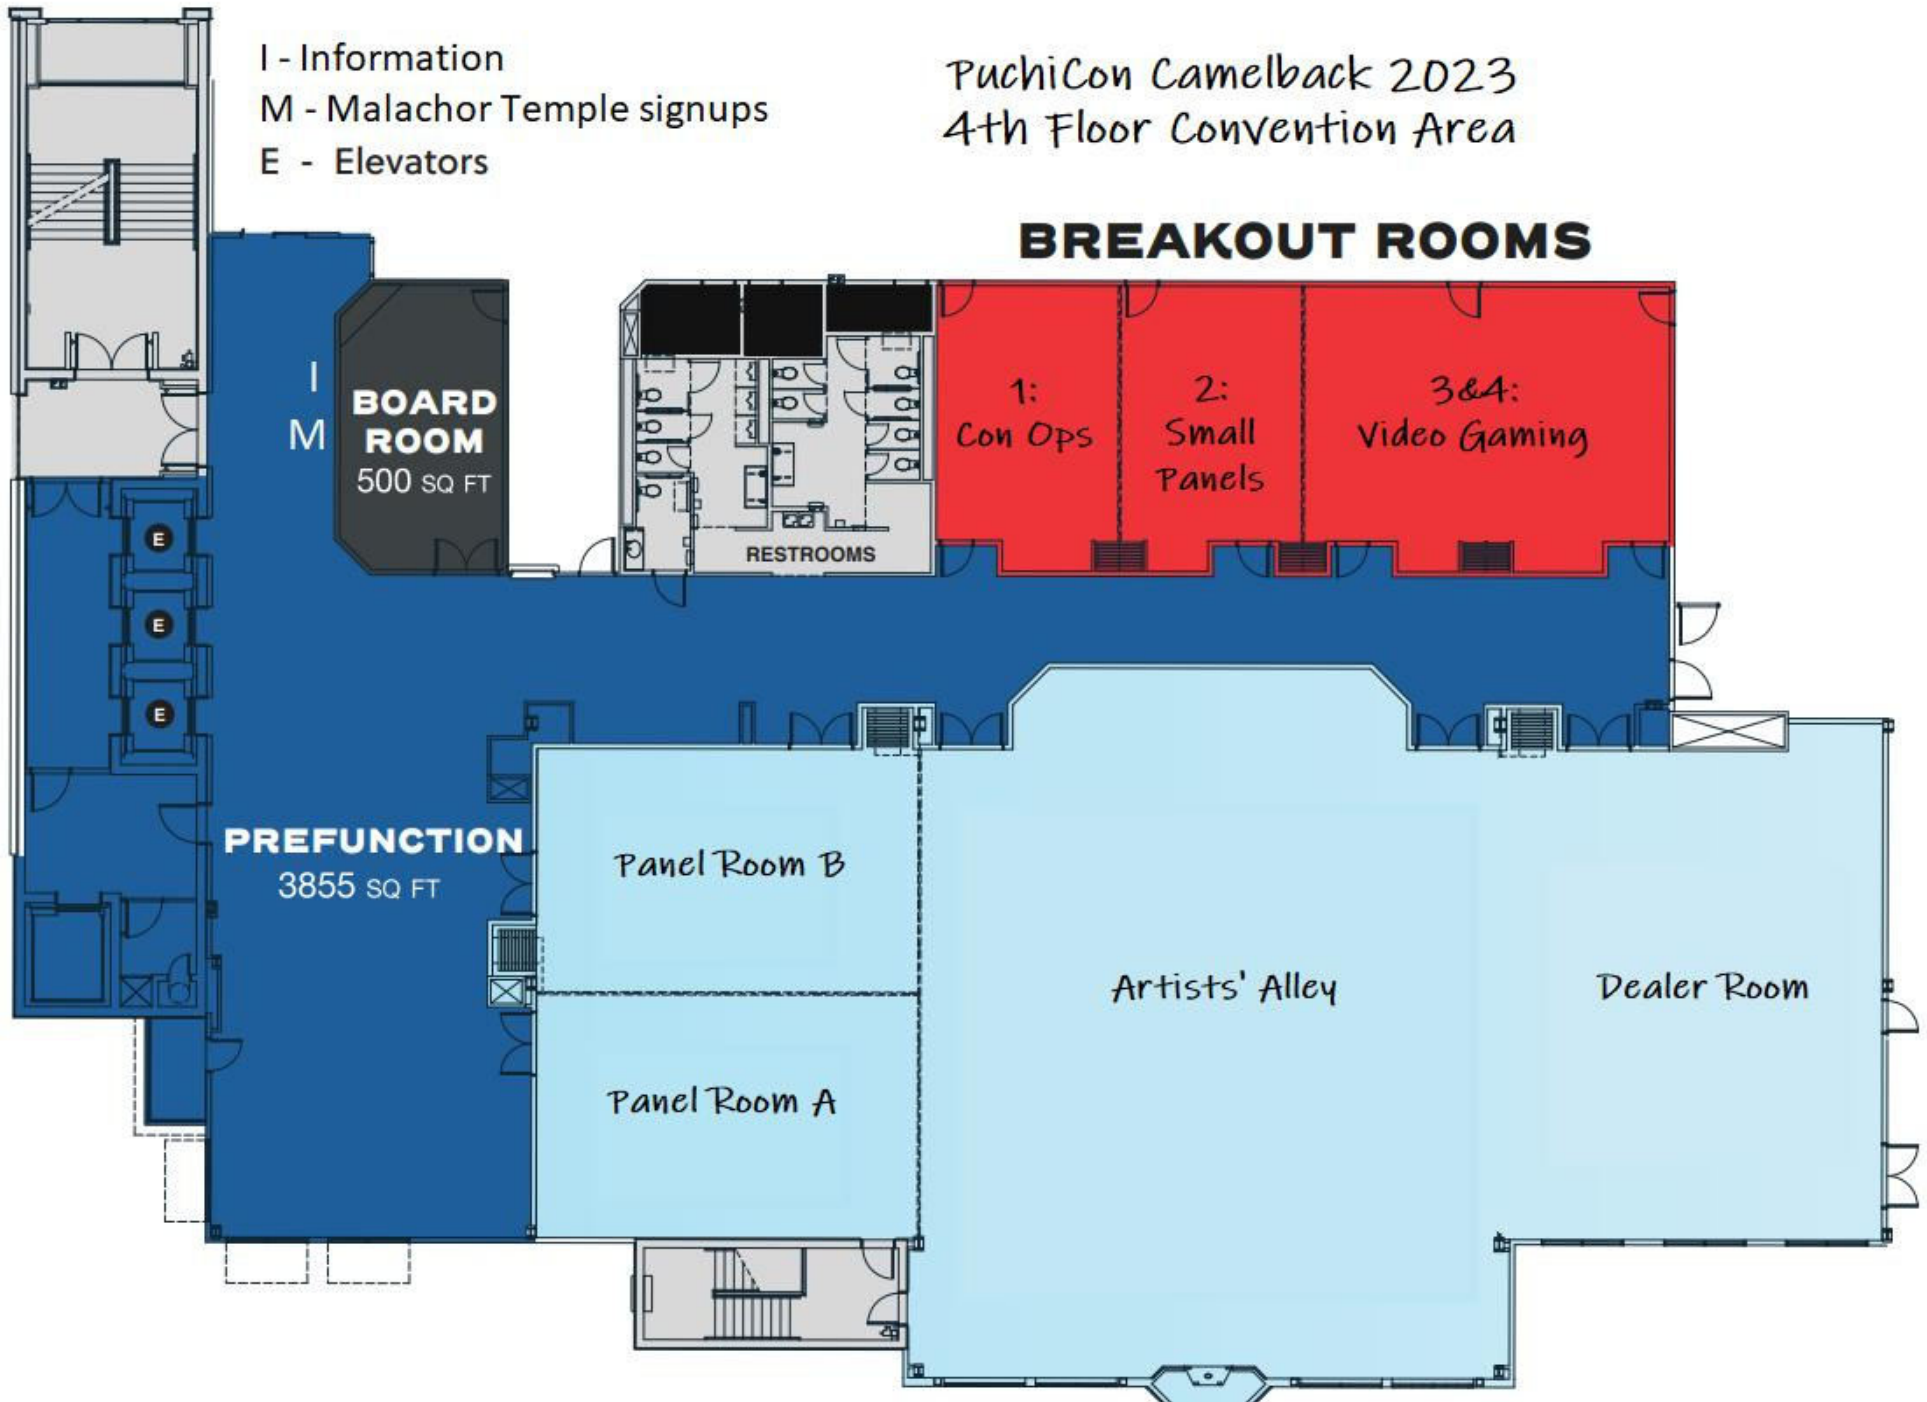 I - Information
M - Malachor Temple signups
E - Elevators
PuchiCon Camelback 2023
4th Floor Convention Area
BREAKOUT ROOMS
I
M
BOARD
ROOM
500 SQ FT
1:
Con Ops
2:
Small
Panels
3&4:
Video Gaming
RESTROOMS
E
E
E
PREFUNCTION
3855 SQ FT
Panel Room B
Artists' Alley
Dealer Room
Panel Room A